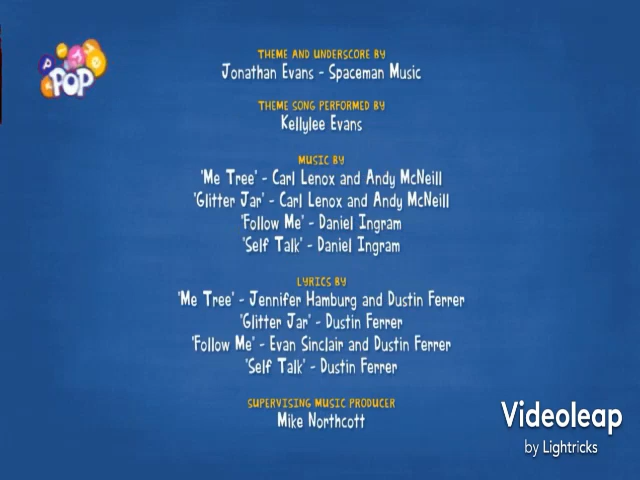 tiny
POP
THEME AND UNDERSCORE BY
Jonathan Evans - Spaceman Music
THEME SONG PERFORMED BY
Kellylee Evans
MUSIC BY
'Me Tree' - Carl Lenox and Andy McNeill
'Glitter Jar' - Carl Lenox and Andy McNeill
'Follow Me' - Daniel Ingram
'Self Talk' - Daniel Ingram
LYRICS BY
'Me Tree' - Jennifer Hamburg and Dustin Ferrer
'Glitter Jar' - Dustin Ferrer
'Follow Me' - Evan Sinclair and Dustin Ferrer
'Self Talk' - Dustin Ferrer
SUPERVISING MUSIC PRODUCER
Mike Northcott
Videoleap
by Lightricks